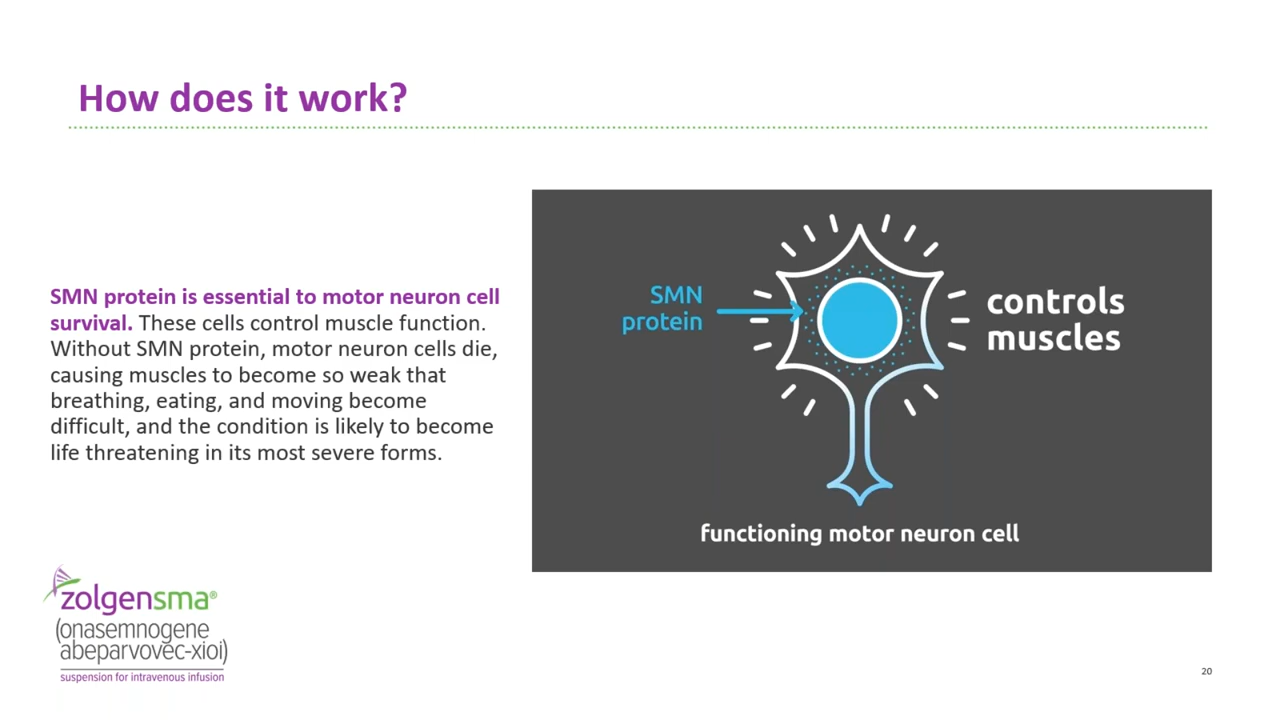 How does it work?
SMN protein is essential to motor neuron cell
survival. These cells control muscle function.
Without SMN protein, motor neuron cells die,
causing muscles to become so weak that
breathing, eating, and moving become
difficult, and the condition is likely to become
life threatening in its most severe forms.
SMN
protein
controls
muscles
functioning motor neuron cell
zolgensma®
(onasemnogene
abeparvovec-xioi)
suspension for intravenous infusion
20